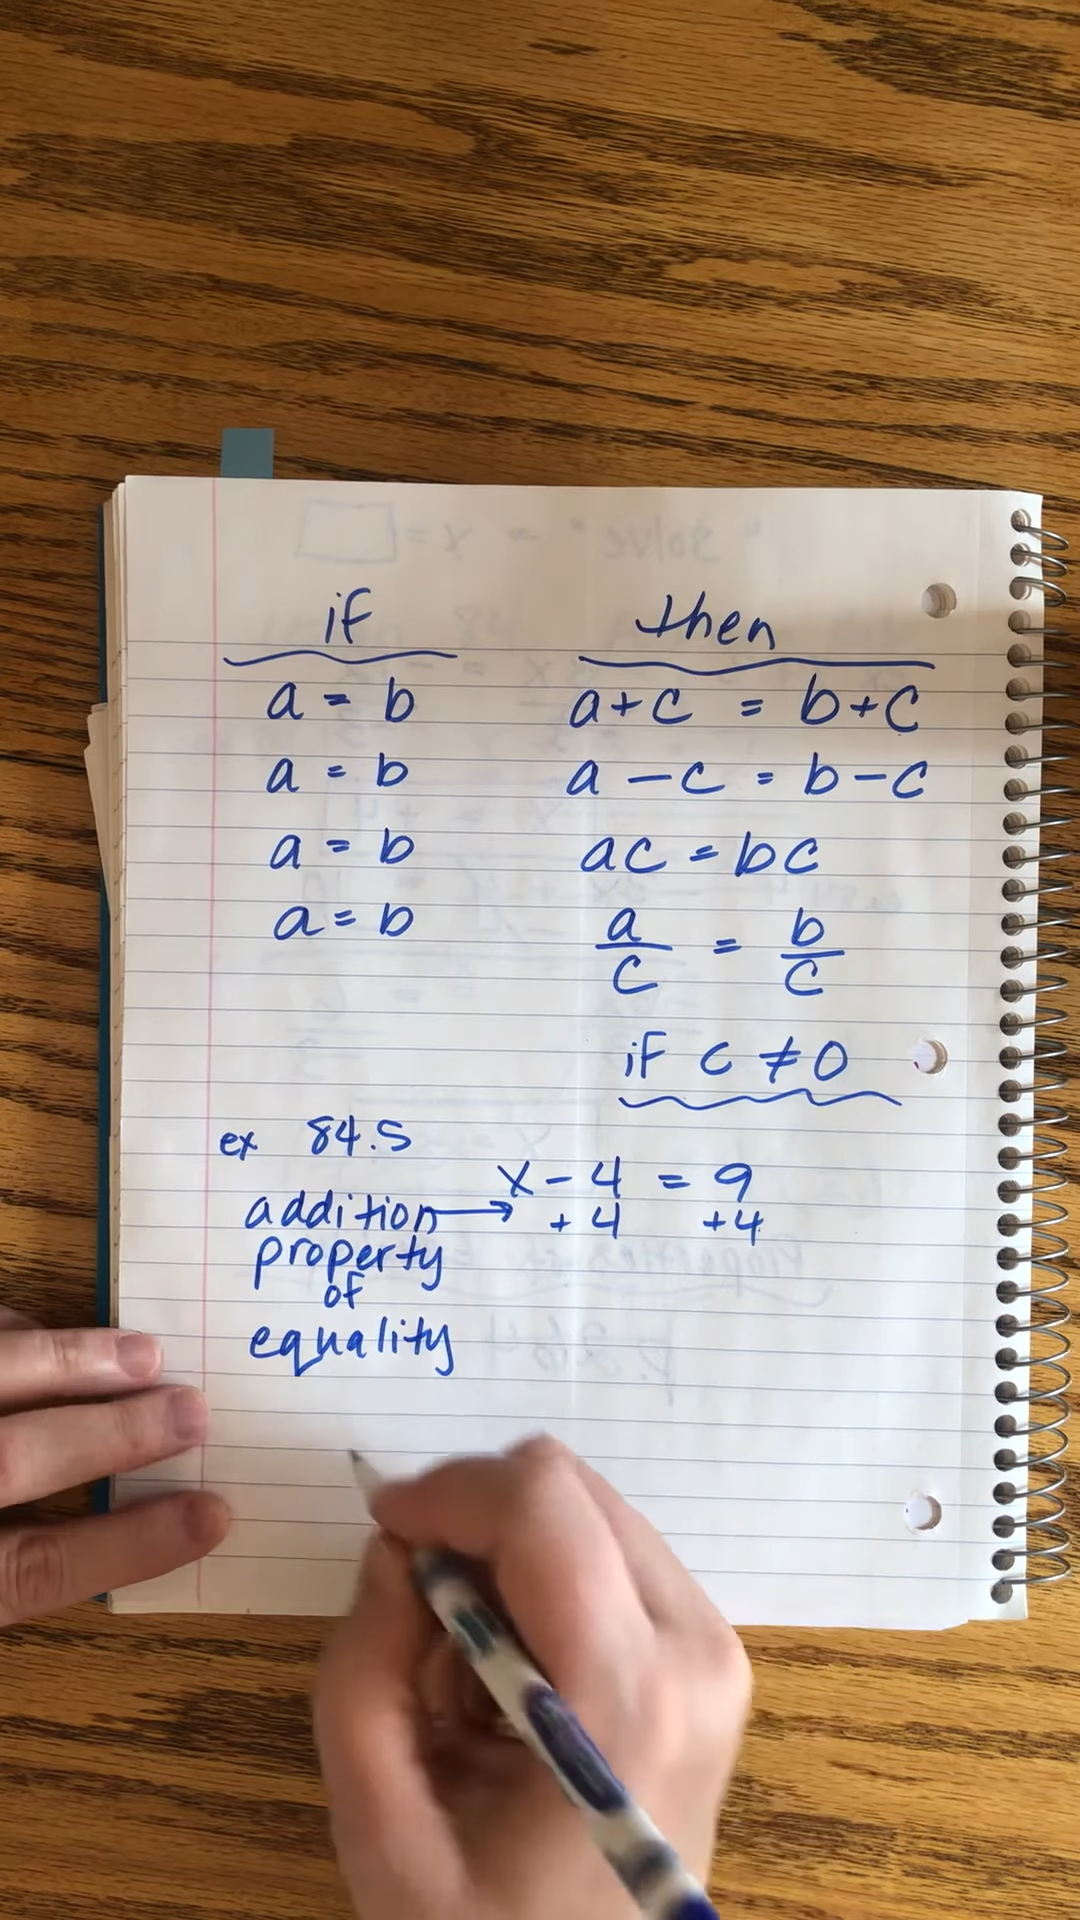 if then
a = b a+c = b+c
a = b a - c = b - c
a = b ac = bc
a = b a/c = b/c
if c ≠ 0
ex 84.5
x - 4 = 9
addition → +4 +4
property
of
equality